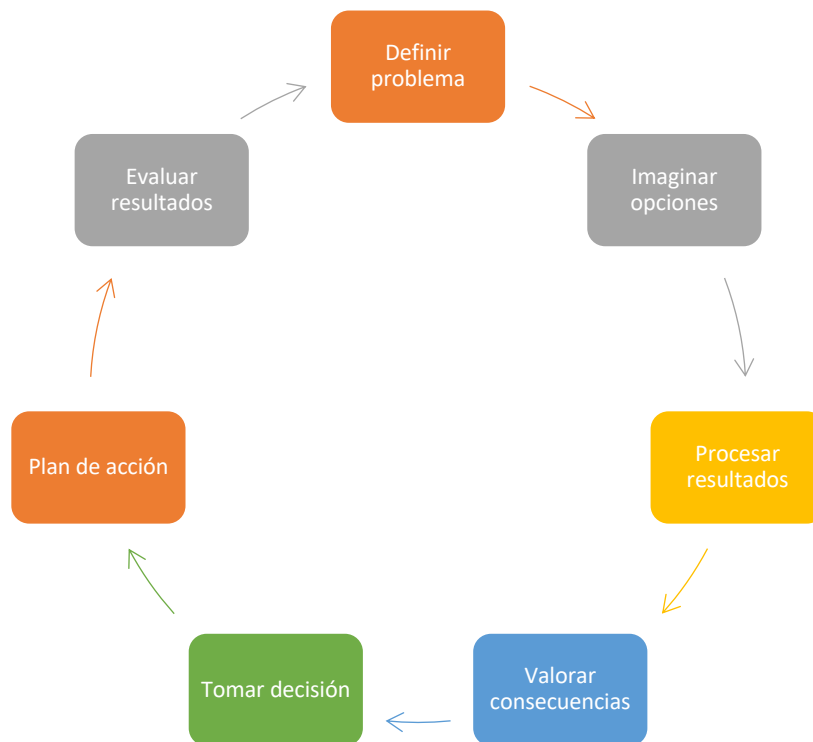 Definir
problema
Imaginar
opciones
Procesar
resultados
Valorar
consecuencias
Tomar decisión
Plan de acción
Evaluar
resultados